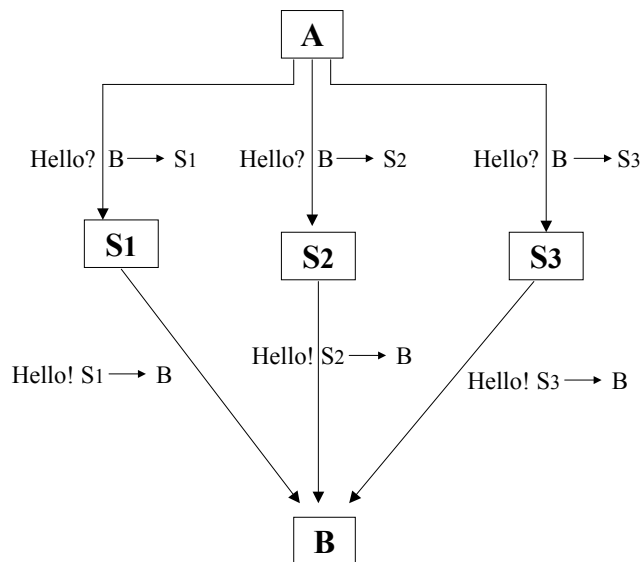 A
Hello? B → S1
Hello? B → S2
Hello? B → S3
S1
S2
S3
Hello! S1 → B
Hello! S2 → B
Hello! S3 → B
B